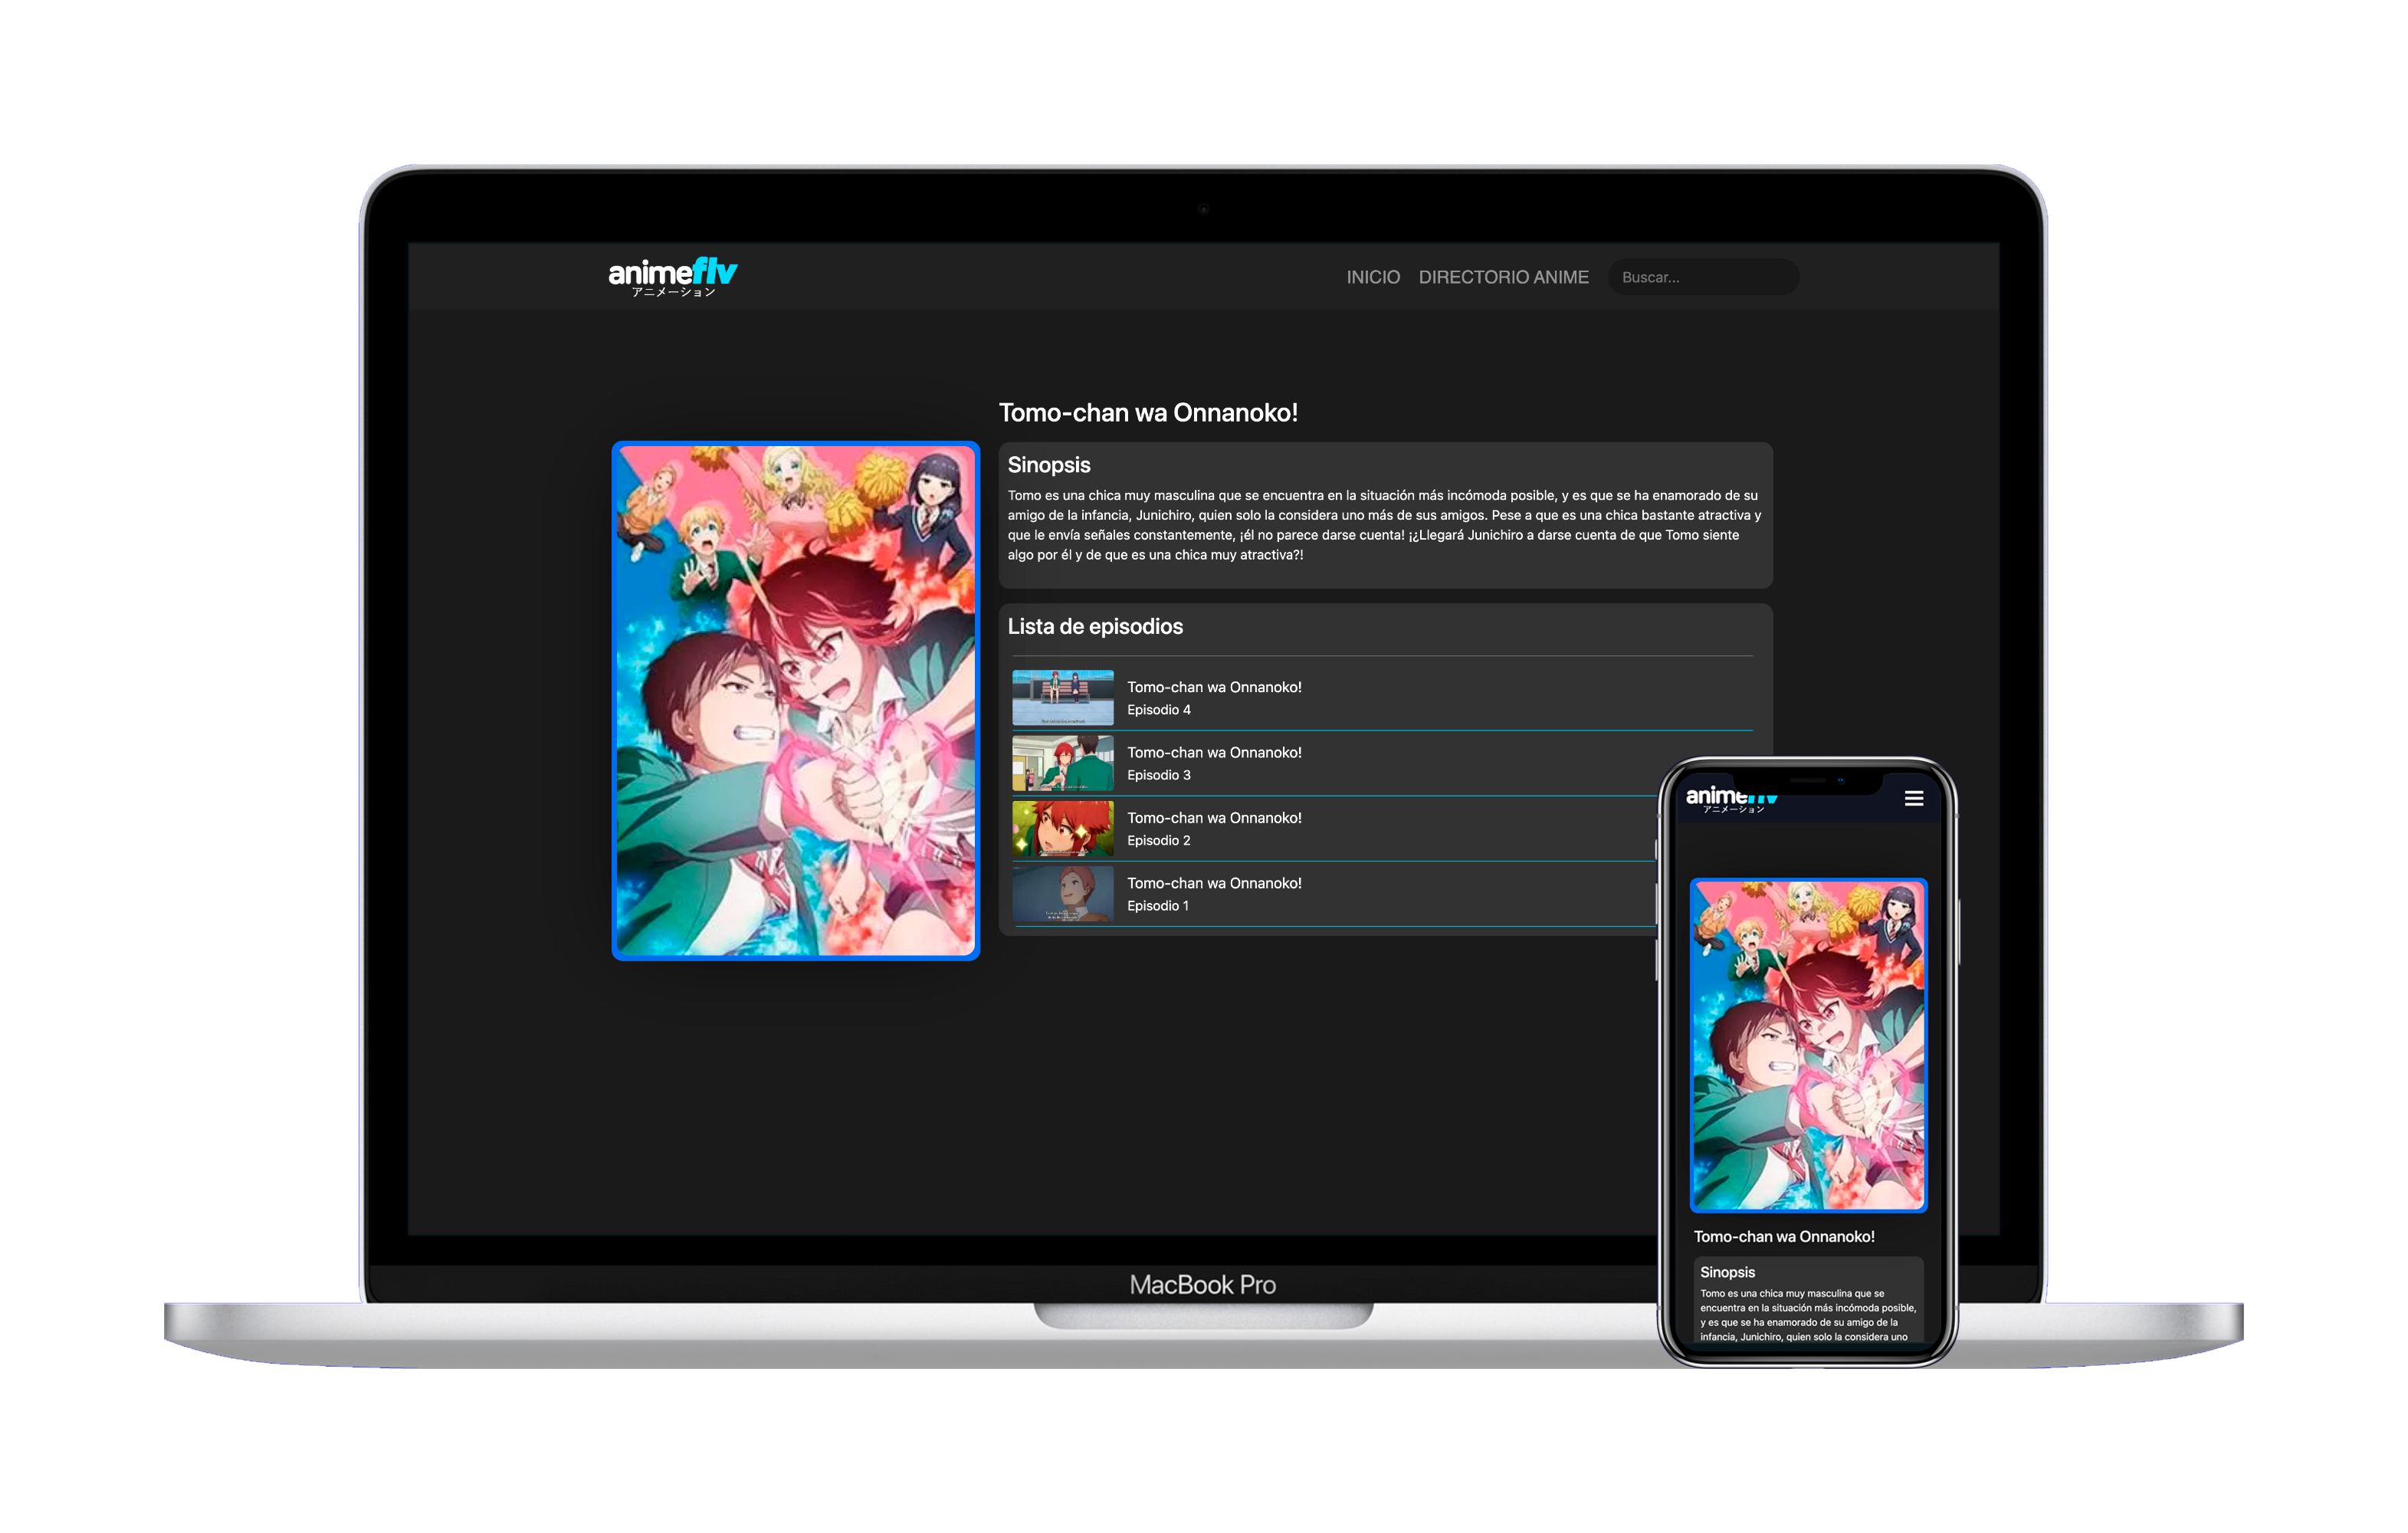 animeflv
アニメーション
INICIO DIRECTORIO ANIME Buscar...
Tomo-chan wa Onnanoko!
Sinopsis
Tomo es una chica muy masculina que se encuentra en la situación más incómoda posible, y es que se ha enamorado de su
amigo de la infancia, Junichiro, quien solo la considera uno más de sus amigos. Pese a que es una chica bastante atractiva y
que le envía señales constantemente, ¡él no parece darse cuenta! ¡¿Llegará Junichiro a darse cuenta de que Tomo siente
algo por él y de que es una chica muy atractiva?!
Lista de episodios
Tomo-chan wa Onnanoko!
Episodio 4
Tomo-chan wa Onnanoko!
Episodio 3
Tomo-chan wa Onnanoko!
Episodio 2
Tomo-chan wa Onnanoko!
Episodio 1
MacBook Pro
animeflv
アニメーション
Tomo-chan wa Onnanoko!
Sinopsis
Tomo es una chica muy masculina que se
encuentra en la situación más incómoda posible,
y es que se ha enamorado de su amigo de la
infancia, Junichiro, quien solo la considera uno